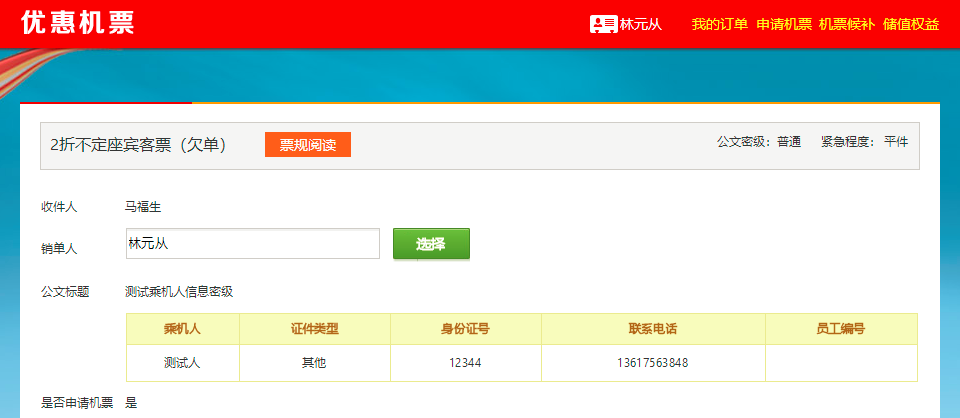 优惠机票 林元从 我的订单 申请机票 机票候补 储值权益
2折不定座宾客票（欠单） 票规阅读 公文密级：普通 紧急程度：平件
收件人 马福生
销单人 林元从 选择
公文标题 测试乘机人信息密级
乘机人 证件类型 身份证号 联系电话 员工编号
测试人 其他 12344 13617563848
是否申请机票 是